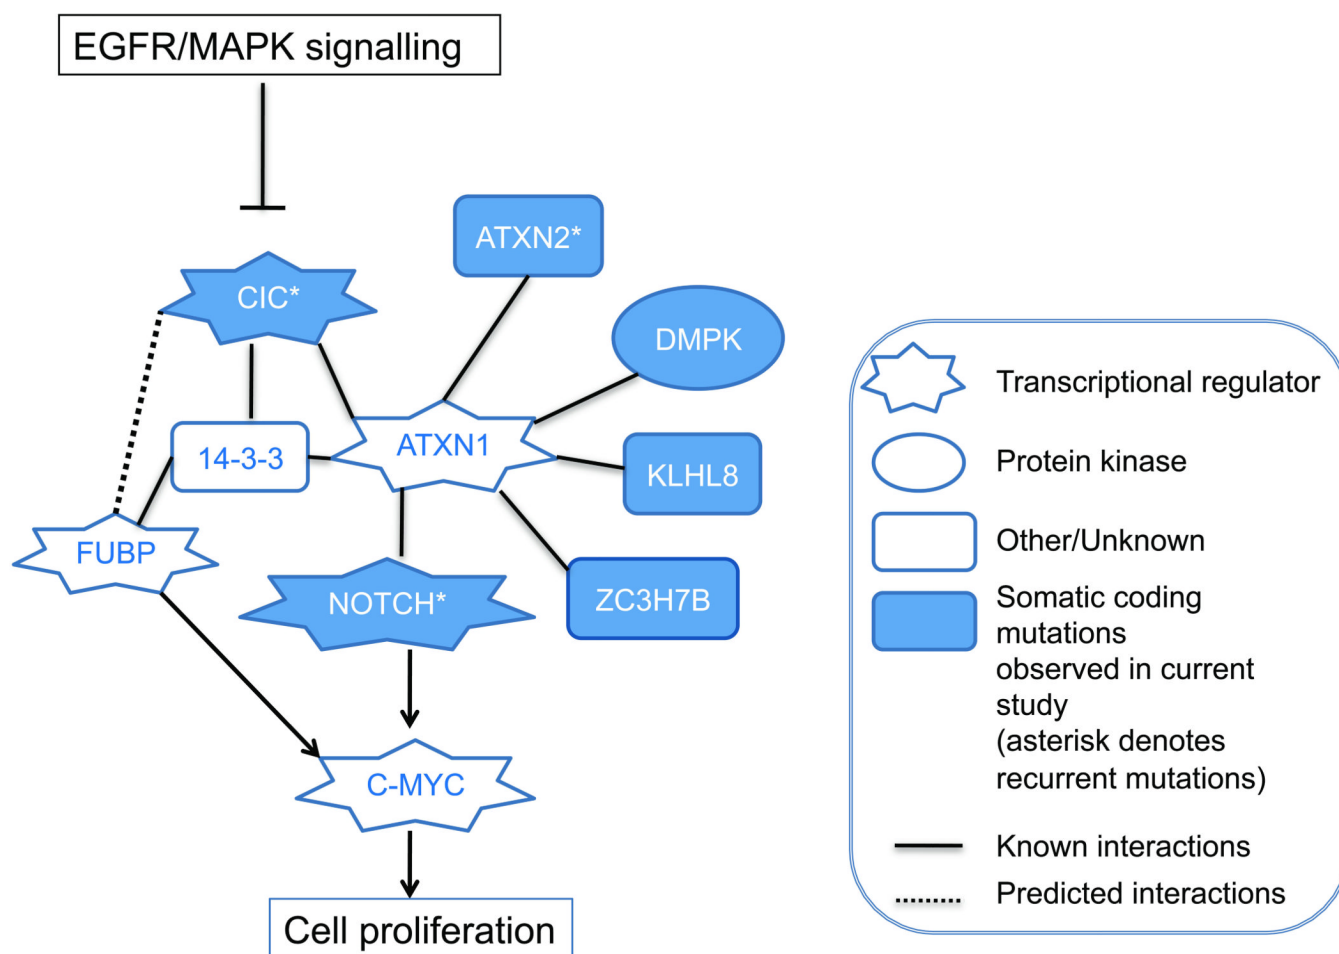 EGFR/MAPK signalling
ATXN2*
CIC*
DMPK
14-3-3
ATXN1
KLHL8
FUBP
NOTCH*
ZC3H7B
C-MYC
Cell proliferation
Transcriptional regulator
Protein kinase
Other/Unknown
Somatic coding
mutations
observed in current
study
(asterisk denotes
recurrent mutations)
Known interactions
Predicted interactions